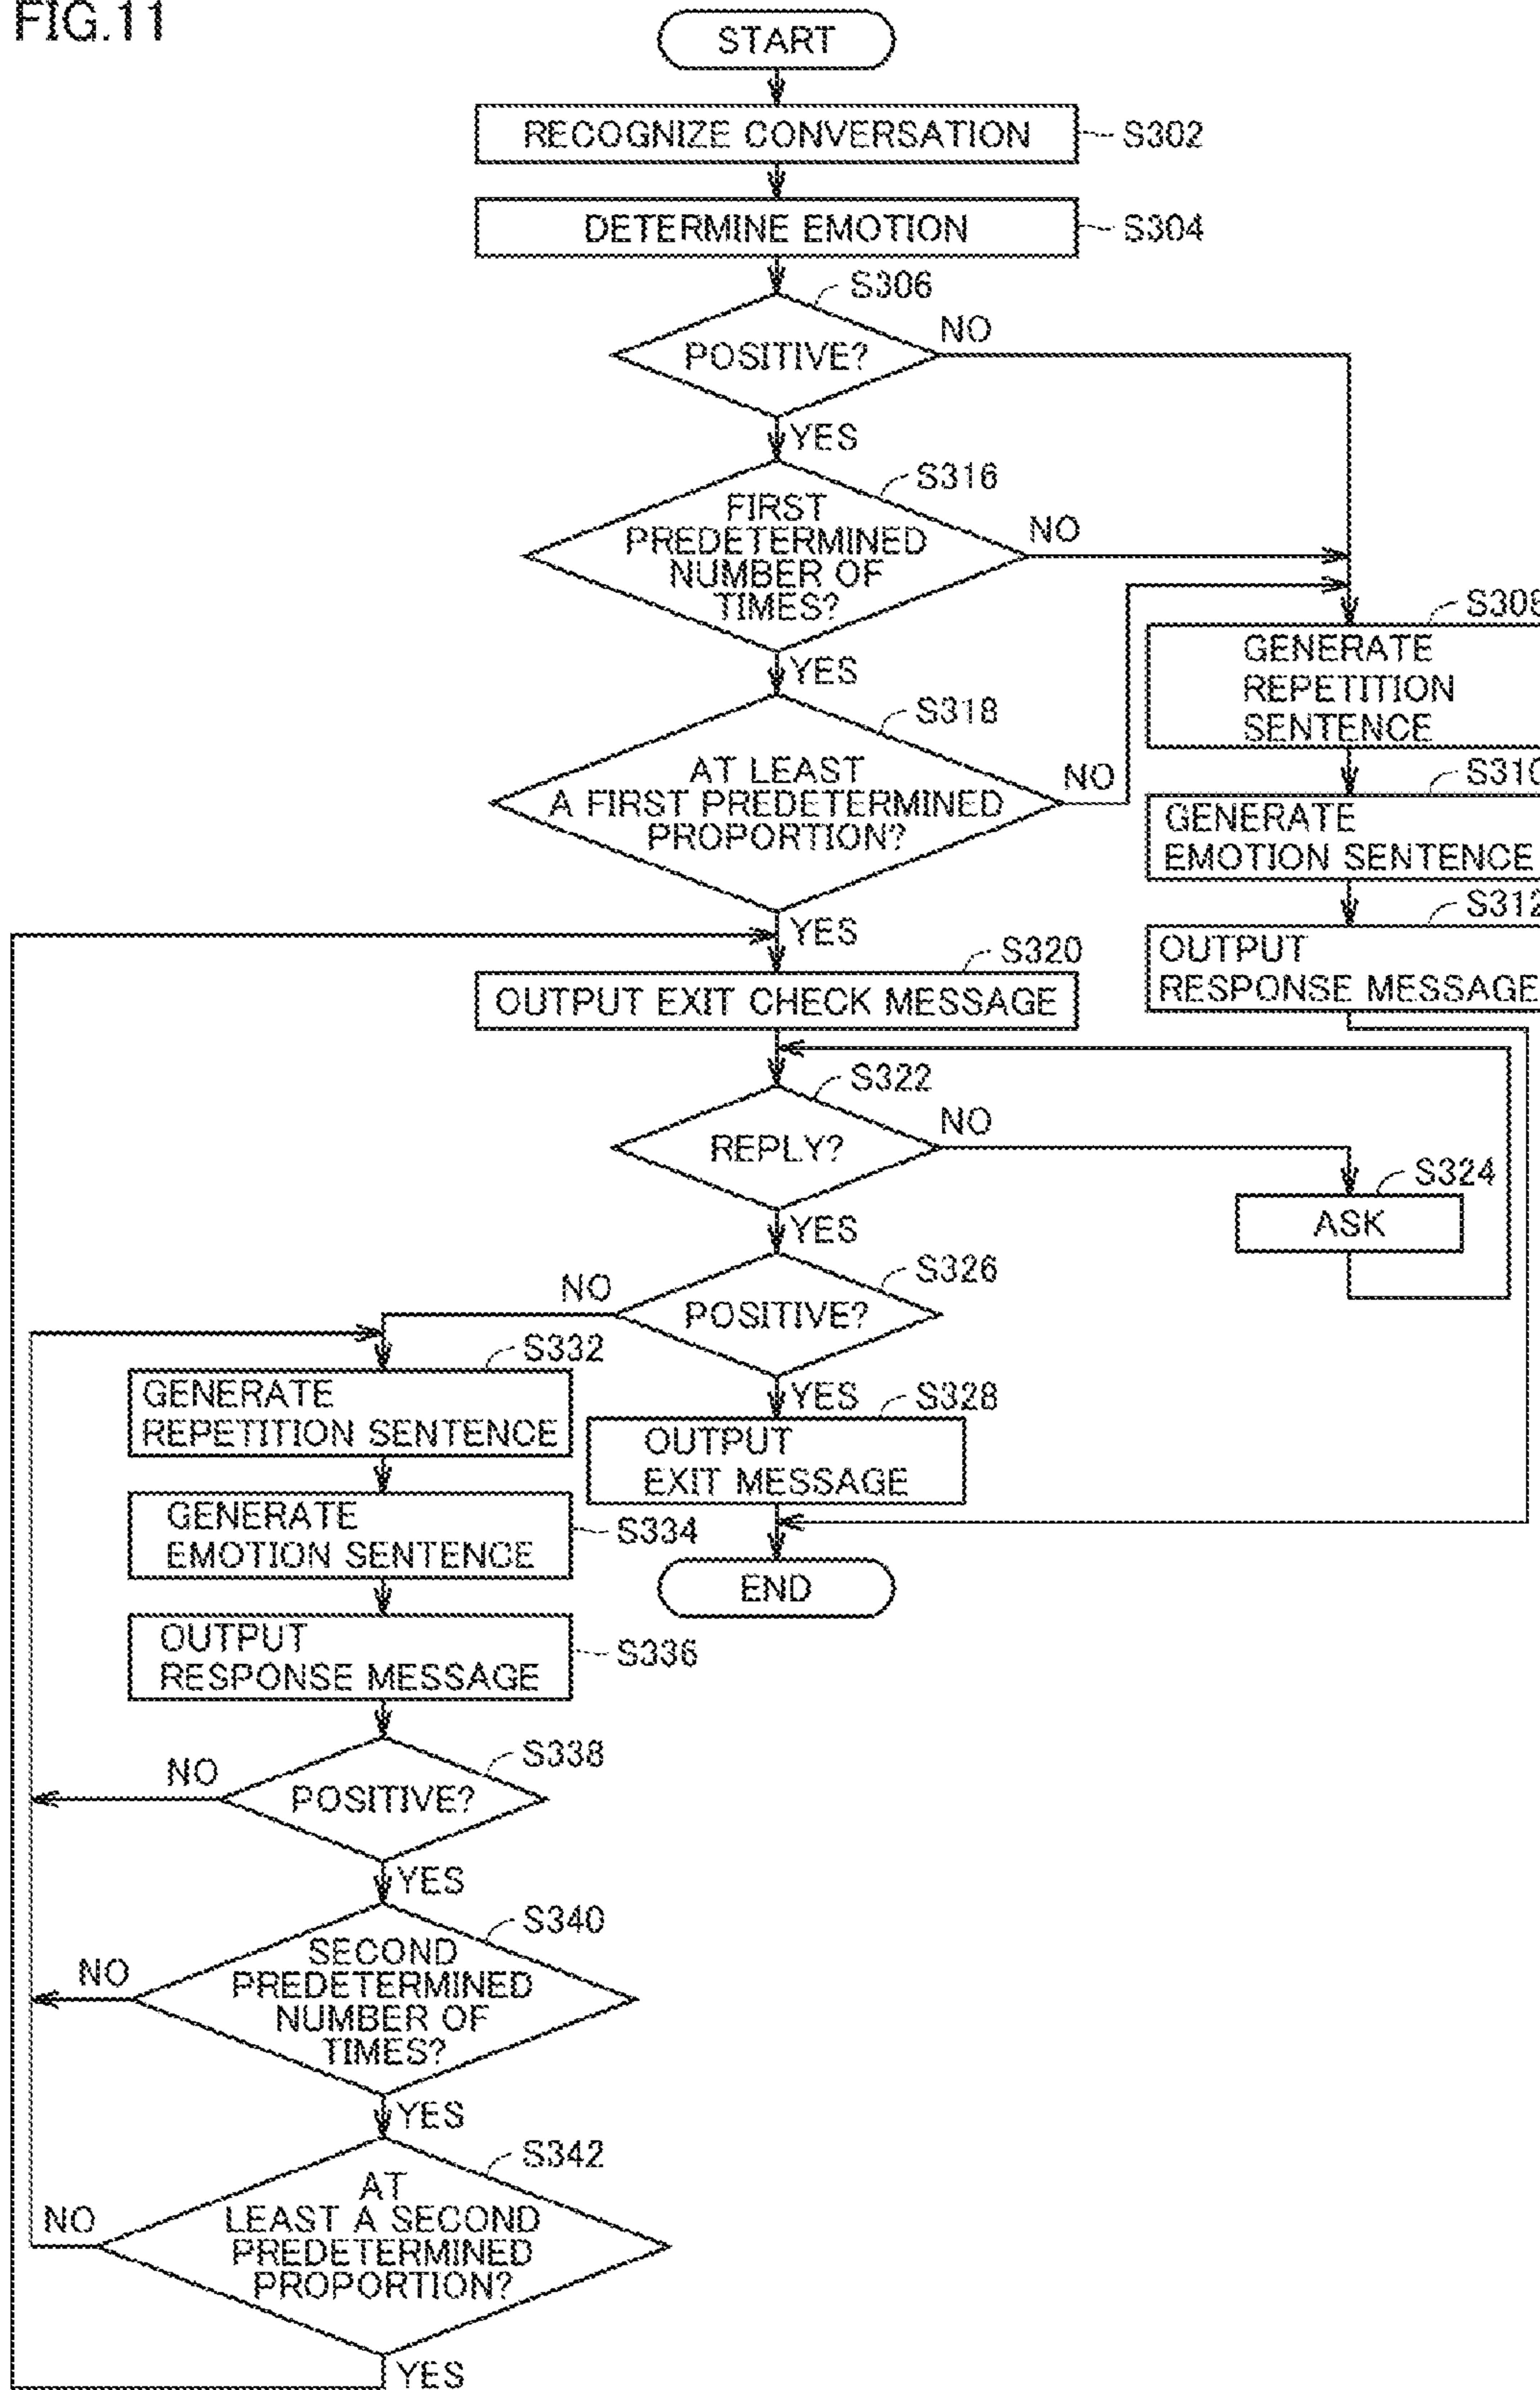 FIG.11
START
RECOGNIZE CONVERSATION
S302
DETERMINE EMOTION
S304
S306
POSITIVE?
NO
YES
S316
FIRST
PREDETERMINED
NUMBER OF
TIMES?
NO
YES
S318
AT LEAST
A FIRST PREDETERMINED
PROPORTION?
NO
YES
GENERATE
REPETITION
SENTENCE
S310
GENERATE
EMOTION SENTENCE
S312
OUTPUT
RESPONSE MESSAGE
S320
OUTPUT EXIT CHECK MESSAGE
S322
REPLY?
NO
YES
S324
ASK
S326
POSITIVE?
NO
YES
S328
OUTPUT
EXIT MESSAGE
END
S332
GENERATE
REPETITION SENTENCE
GENERATE
EMOTION SENTENCE
S334
OUTPUT
RESPONSE MESSAGE
S336
S338
POSITIVE?
NO
YES
S340
SECOND
PREDETERMINED
NUMBER OF
TIMES?
NO
YES
S342
AT
LEAST A SECOND
PREDETERMINED
PROPORTION?
NO
YES